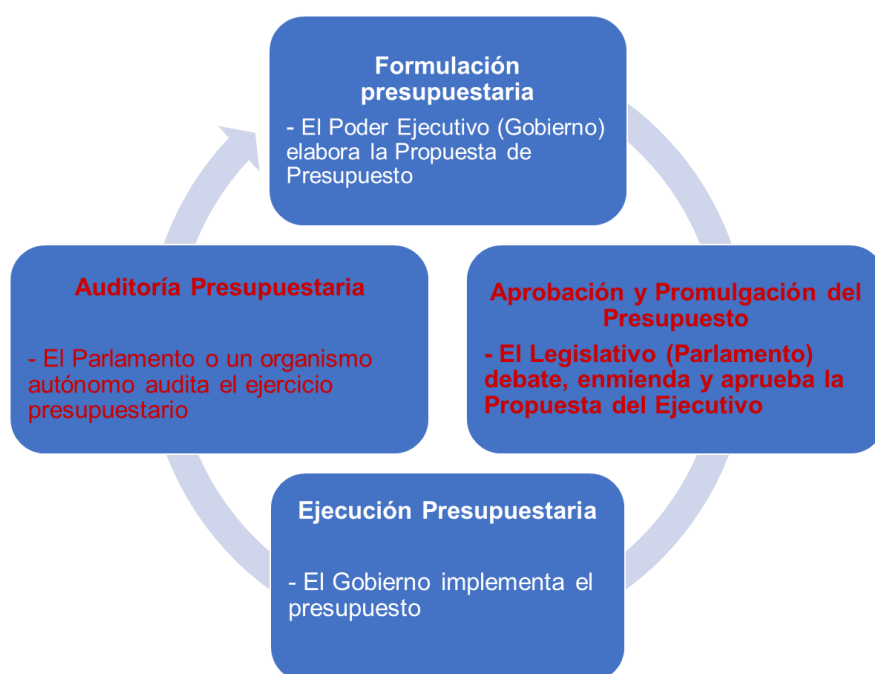 Formulación
presupuestaria
- El Poder Ejecutivo (Gobierno)
elabora la Propuesta de
Presupuesto
Aprobación y Promulgación del
Presupuesto
- El Legislativo (Parlamento)
debate, enmienda y aprueba la
Propuesta del Ejecutivo
Ejecución Presupuestaria
- El Gobierno implementa el
presupuesto
Auditoría Presupuestaria
- El Parlamento o un organismo
autónomo audita el ejercicio
presupuestario